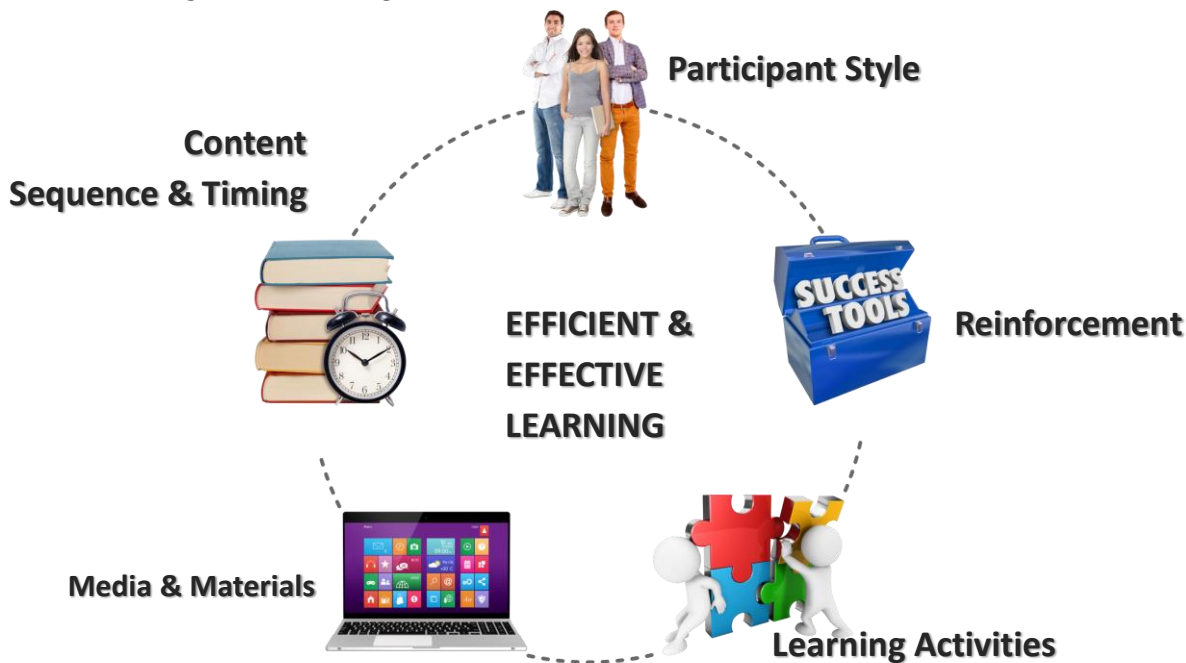 Participant Style
Content
Sequence & Timing
SUCCESS
TOOLS
EFFICIENT &
EFFECTIVE
LEARNING
Reinforcement
Media & Materials
Learning Activities